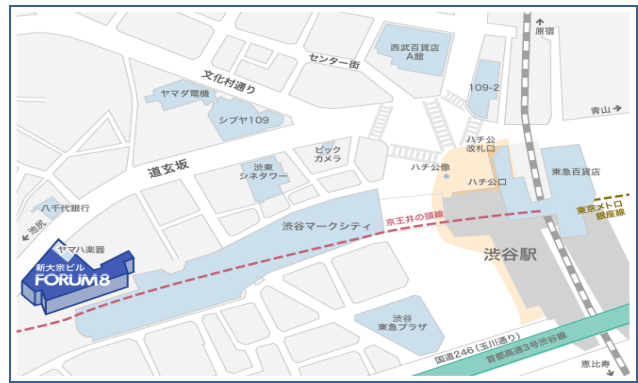 原宿
西武百貨店
A館
センター街
文化村通り
109-2
ヤマダ電機
青山
シブヤ109
ハチ公
改札口
ビック
カメラ
道玄坂
渋東
シネタワー
ハチ公像
ハチ公口
東急百貨店
八千代銀行
東京メトロ
銀座線
池尻
渋谷マークシティ
京王井の頭線
ヤマハ楽器
渋谷駅
新大宗ビル
FORUM8
渋谷
東急プラザ
国道246(玉川通り)
首都高速3号渋谷線
恵比寿